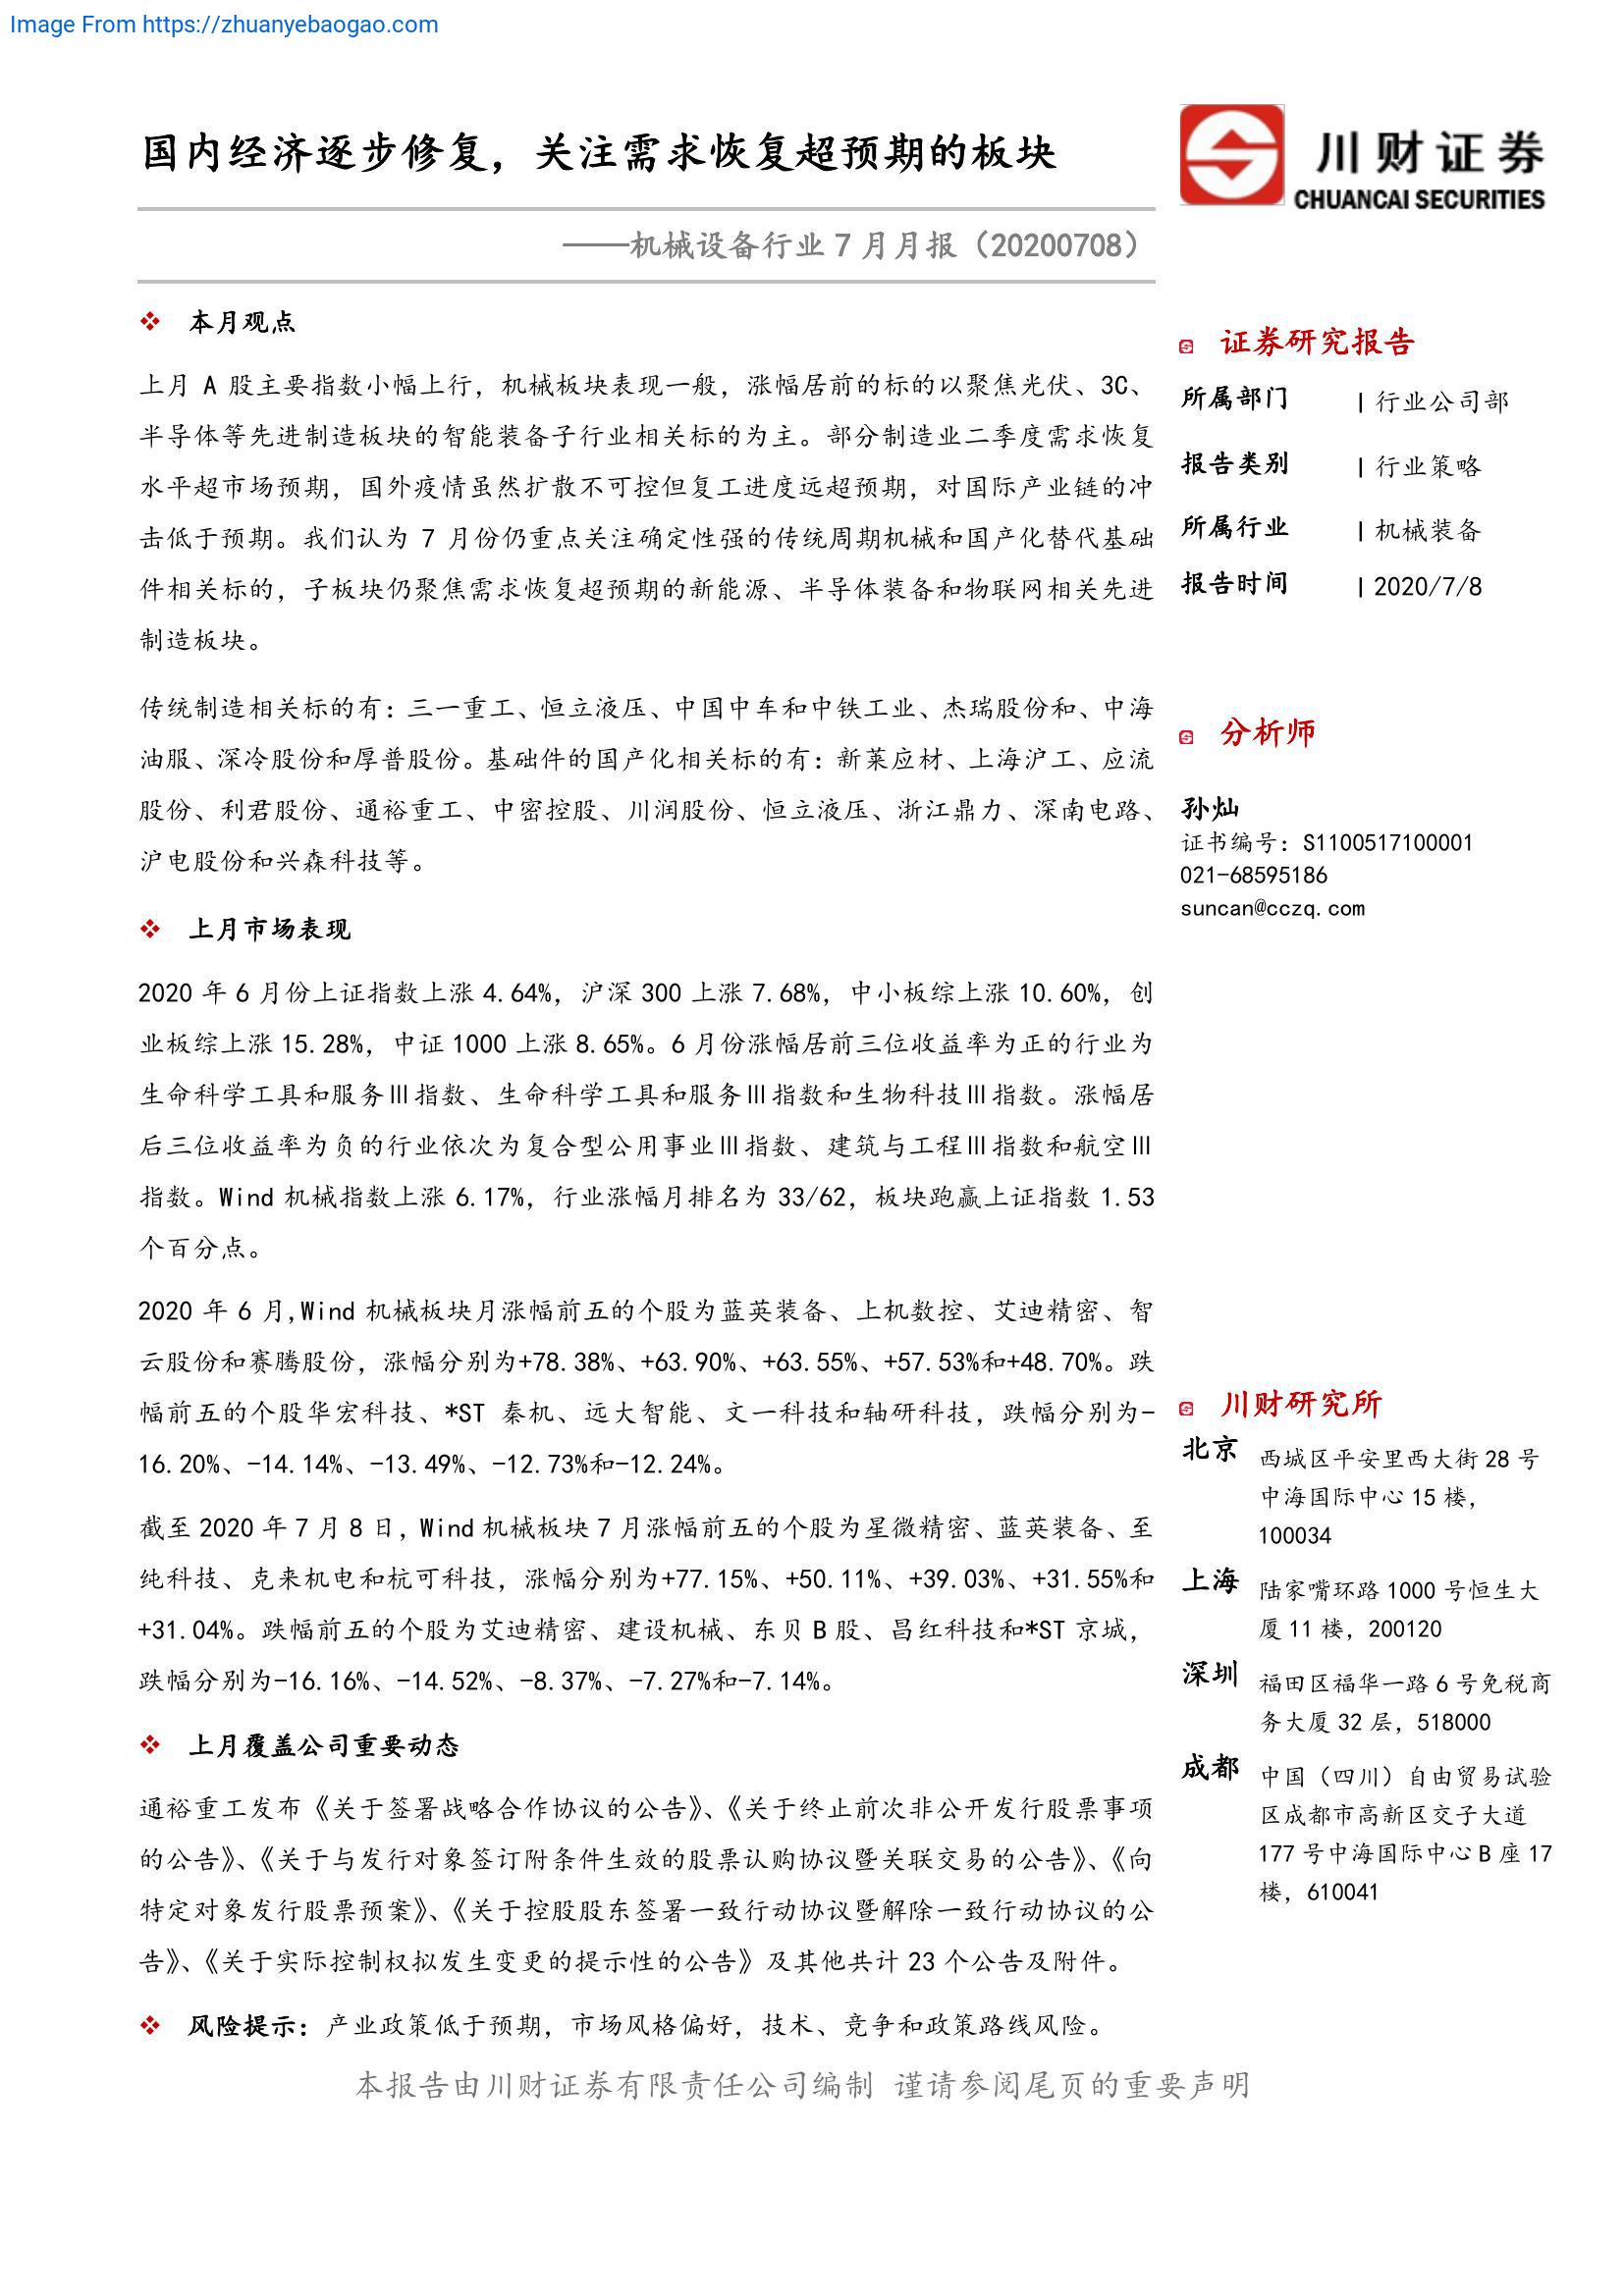 Image From https://zhuanyebaogao.com
国内经济逐步修复，关注需求恢复超预期的板块
——机械设备行业 7 月月报（20200708）
川财证券
CHUANCAI SECURITIES
本月观点
上月 A 股主要指数小幅上行，机械板块表现一般，涨幅居前的标的以聚焦光伏、3C、
半导体等先进制造板块的智能装备子行业相关标的为主。部分制造业二季度需求恢复
水平超市场预期，国外疫情虽然扩散不可控但复工进度远超预期，对国际产业链的冲
击低于预期。我们认为 7 月份仍重点关注确定性强的传统周期机械和国产化替代基础
件相关标的，子板块仍聚焦需求恢复超预期的新能源、半导体装备和物联网相关先进
制造板块。
传统制造相关标的有：三一重工、恒立液压、中国中车和中铁工业、杰瑞股份和、中海
油服、深冷股份和厚普股份。基础件的国产化相关标的有：新莱应材、上海沪工、应流
股份、利君股份、通裕重工、中密控股、川润股份、恒立液压、浙江鼎力、深南电路、
沪电股份和兴森科技等。
上月市场表现
2020 年 6 月份上证指数上涨 4.64%，沪深 300 上涨 7.68%，中小板综上涨 10.60%，创
业板综上涨 15.28%，中证 1000 上涨 8.65%。6 月份涨幅居前三位收益率为正的行业为
生命科学工具和服务Ⅲ指数、生命科学工具和服务Ⅲ指数和生物科技Ⅲ指数。涨幅居
后三位收益率为负的行业依次为复合型公用事业Ⅲ指数、建筑与工程Ⅲ指数和航空Ⅲ
指数。Wind 机械指数上涨 6.17%，行业涨幅月排名为 33/62，板块跑赢上证指数 1.53
个百分点。
2020 年 6 月,Wind 机械板块月涨幅前五的个股为蓝英装备、上机数控、艾迪精密、智
云股份和赛腾股份，涨幅分别为+78.38%、+63.90%、+63.55%、+57.53%和+48.70%。跌
幅前五的个股华宏科技、*ST 秦机、远大智能、文一科技和轴研科技，跌幅分别为-
16.20%、-14.14%、-13.49%、-12.73%和-12.24%。
截至 2020 年 7 月 8 日，Wind 机械板块 7 月涨幅前五的个股为星微精密、蓝英装备、至
纯科技、克来机电和杭可科技，涨幅分别为+77.15%、+50.11%、+39.03%、+31.55%和
+31.04%。跌幅前五的个股为艾迪精密、建设机械、东贝 B 股、昌红科技和*ST 京城，
跌幅分别为-16.16%、-14.52%、-8.37%、-7.27%和-7.14%。
上月覆盖公司重要动态
通裕重工发布《关于签署战略合作协议的公告》、《关于终止前次非公开发行股票事项
的公告》、《关于与发行对象签订附条件生效的股票认购协议暨关联交易的公告》、《向
特定对象发行股票预案》、《关于控股股东签署一致行动协议暨解除一致行动协议的公
告》、《关于实际控制权拟发生变更的提示性的公告》及其他共计 23 个公告及附件。
风险提示：产业政策低于预期，市场风格偏好，技术、竞争和政策路线风险。
证券研究报告
所属部门 | 行业公司部
报告类别 | 行业策略
所属行业 | 机械装备
报告时间 | 2020/7/8
分析师
孙灿
证书编号：S1100517100001
021-68595186
suncan@cczq.com
川财研究所
北京 西城区平安里西大街 28 号
中海国际中心 15 楼，
100034
上海 陆家嘴环路 1000 号恒生大
厦 11 楼，200120
深圳 福田区福华一路 6 号免税商
务大厦 32 层，518000
成都 中国（四川）自由贸易试验
区成都市高新区交子大道
177 号中海国际中心 B 座 17
楼，610041
本报告由川财证券有限责任公司编制 谨请参阅尾页的重要声明